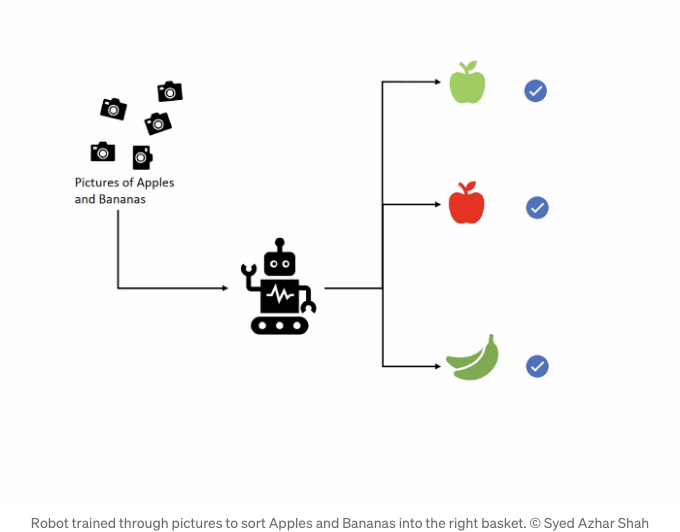 Pictures of Apples
and Bananas
Robot trained through pictures to sort Apples and Bananas into the right basket. © Syed Azhar Shah